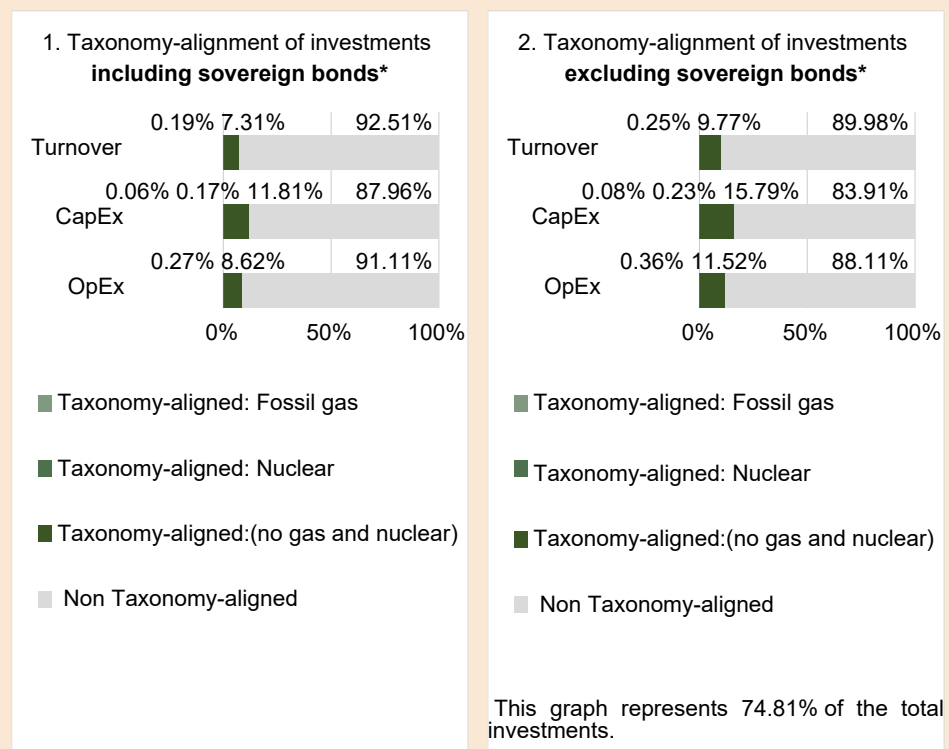 1. Taxonomy-alignment of investments
including sovereign bonds*
0.19% 7.31% 92.51%
Turnover
0.06% 0.17% 11.81% 87.96%
CapEx
0.27% 8.62% 91.11%
OpEx
0% 50% 100%
Taxonomy-aligned: Fossil gas
Taxonomy-aligned: Nuclear
Taxonomy-aligned:(no gas and nuclear)
Non Taxonomy-aligned
2. Taxonomy-alignment of investments
excluding sovereign bonds*
0.25% 9.77% 89.98%
Turnover
0.08% 0.23% 15.79% 83.91%
CapEx
0.36% 11.52% 88.11%
OpEx
0% 50% 100%
Taxonomy-aligned: Fossil gas
Taxonomy-aligned: Nuclear
Taxonomy-aligned:(no gas and nuclear)
Non Taxonomy-aligned
This graph represents 74.81% of the total
investments.